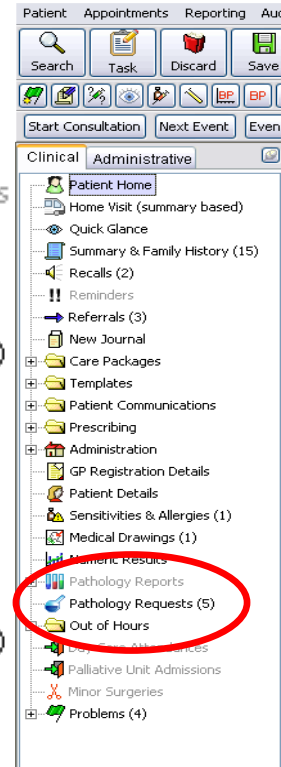 Patient Appointments Reporting
Search Task Discard Save
BP BP
Start Consultation Next Event
Clinical Administrative
Patient Home
Home Visit (summary based)
Quick Glance
Summary & Family History (15)
Recalls (2)
!! Reminders
Referrals (3)
New Journal
Care Packages
Templates
Patient Communications
Prescribing
Administration
GP Registration Details
Patient Details
Sensitivities & Allergies (1)
Medical Drawings (1)
Numeric Results
Pathology Reports
Pathology Requests (5)
Out of Hours
Day Care Attendances
Palliative Unit Admissions
Minor Surgeries
Problems (4)